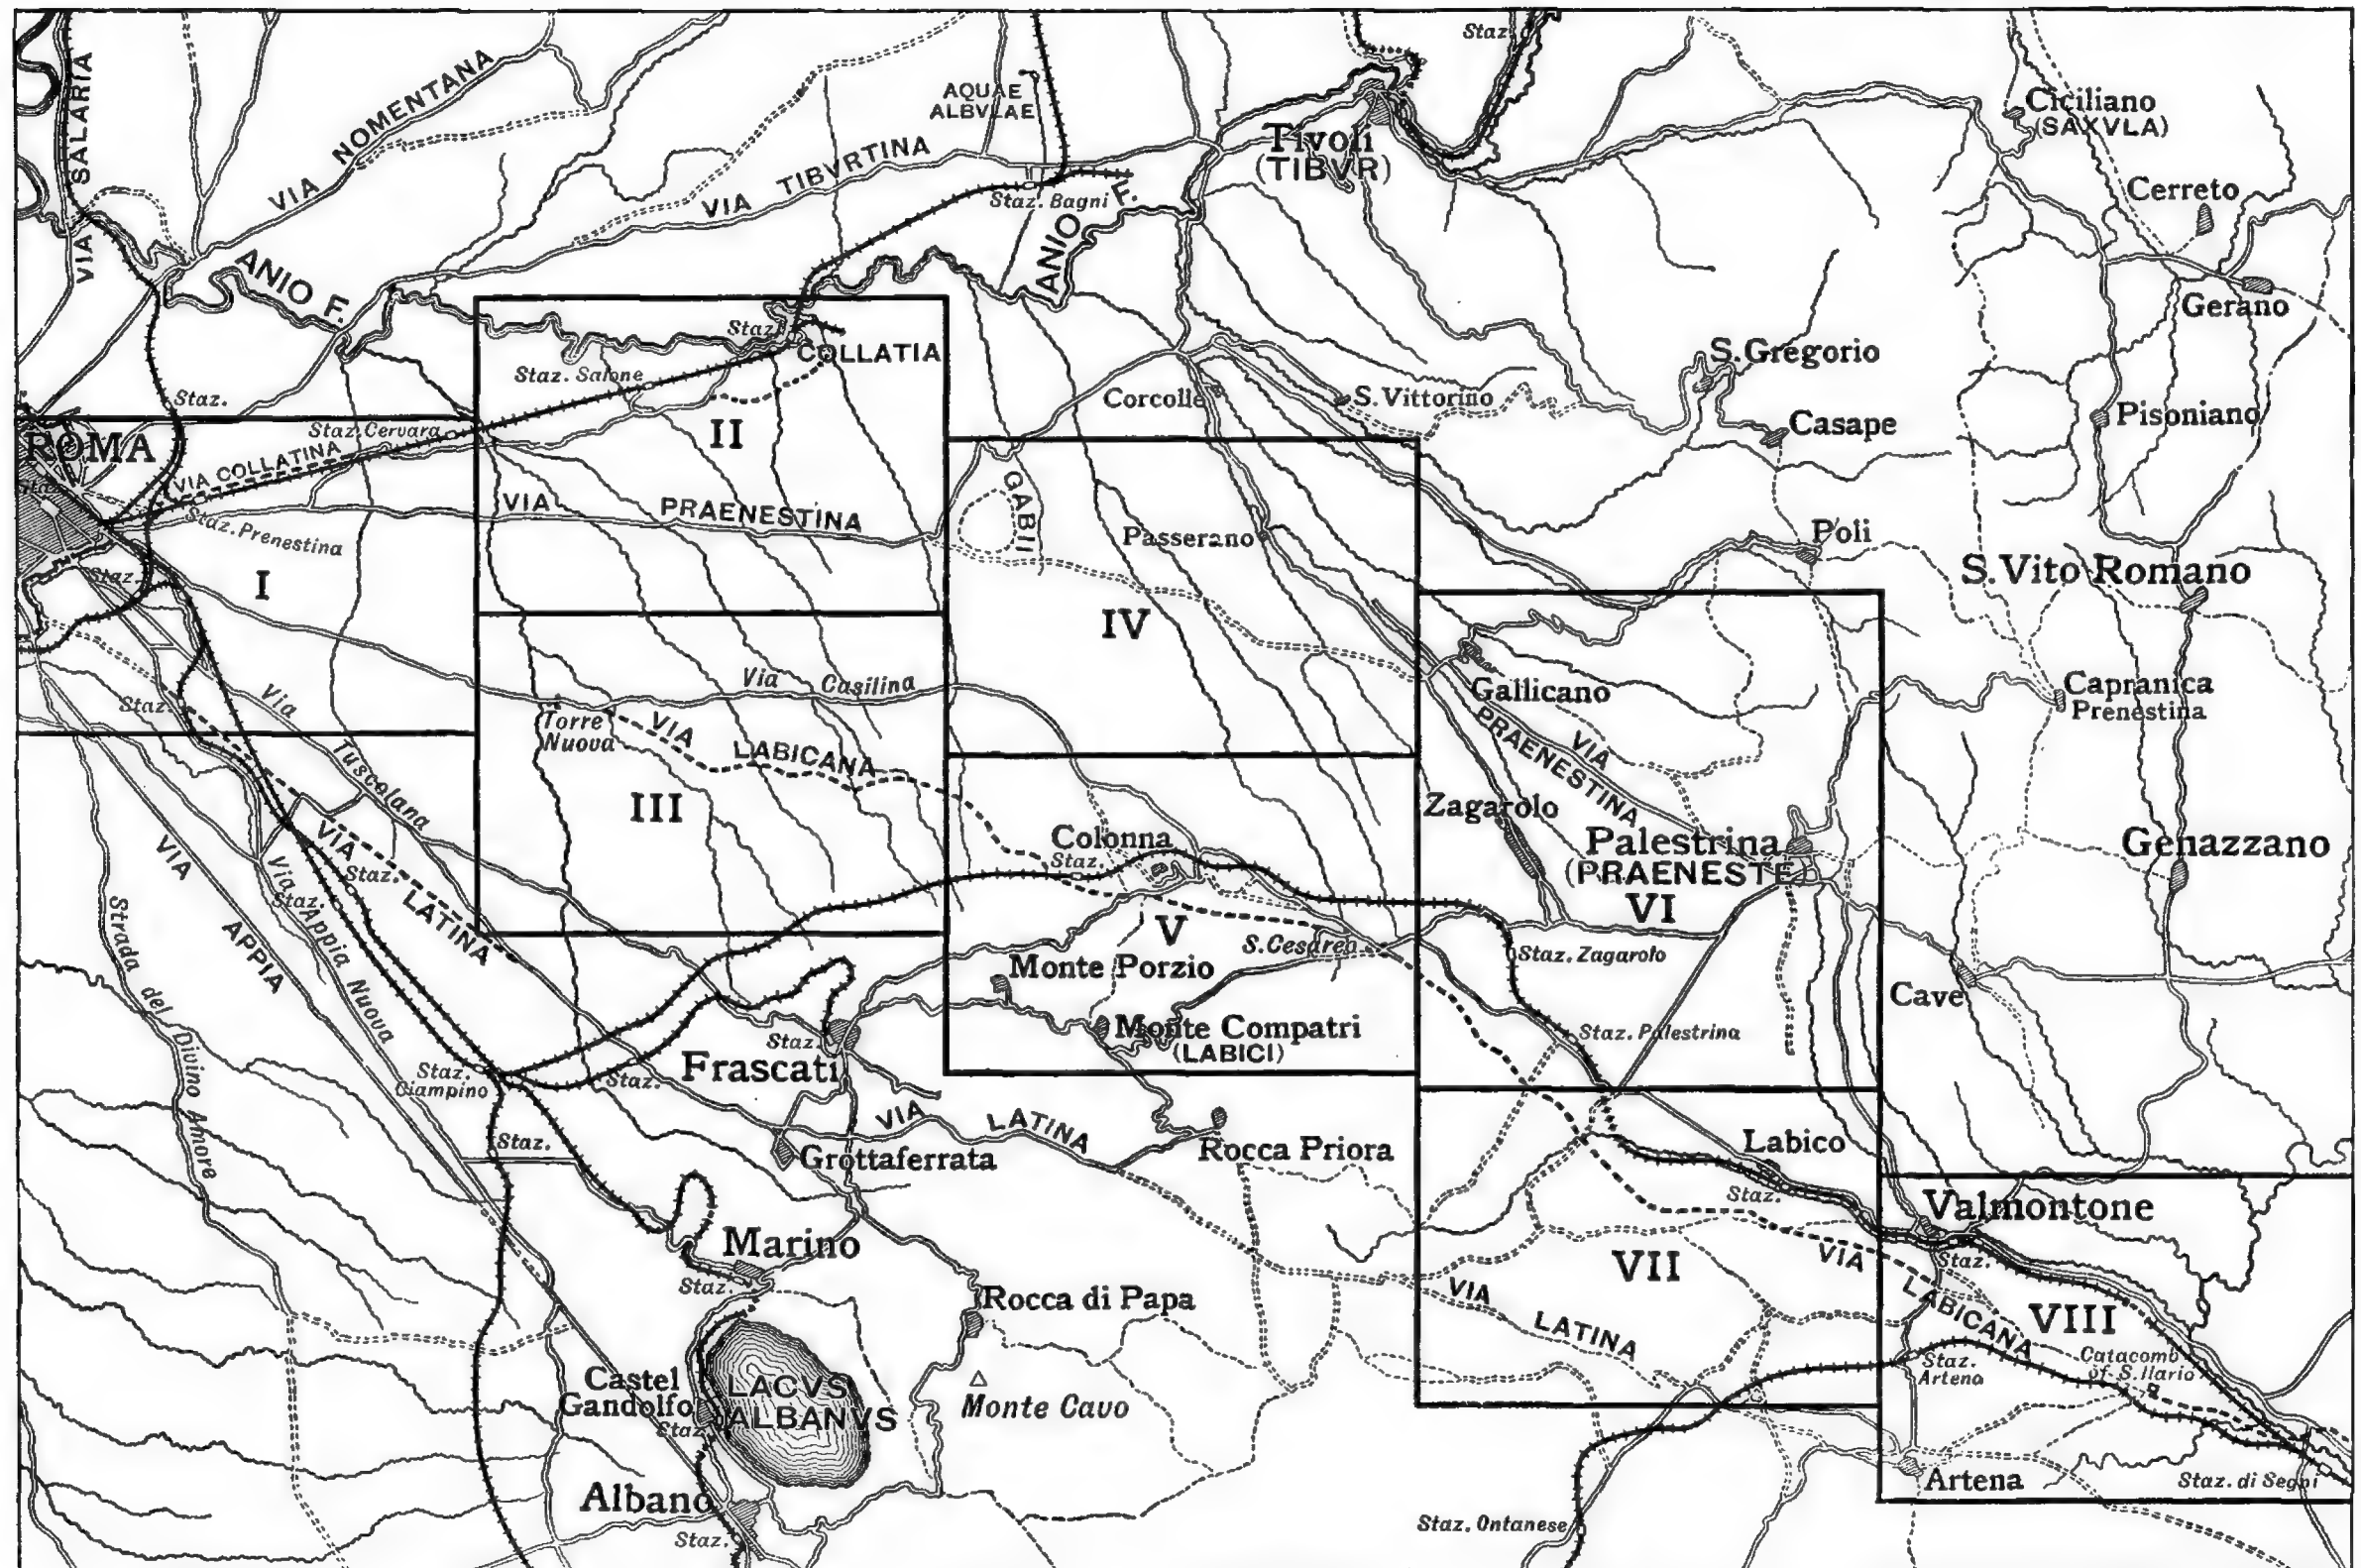 Staz.
VIA SALARIA
VIA NOMENTANA
AQUAE
ALBVLAE
VIA TIBVRTINA
Staz. Bagni
Tivoli
(TIBVR)
Ciciliano
(SAXVLA)
Cerreto
Gerano
ANIO F.
ANIO F.
Staz.
COLLATIA
Staz. Salone
Staz.
S. Gregorio
Corcolle
S. Vittorino
Casape
Pisoniano
ROMA
Staz. Cervara
VIA COLLATINA
II
Staz.
GABII
VIA PRAENESTINA
Staz. Prenestina
Passerano
Poli
Staz.
I
S. Vito Romano
IV
Via Casilina
Gallicano
Capranica
Prenestina
Staz.
Via Tuscolana
Torre
Nuova
VIA LABICANA
VIA
PRAENESTINA
III
Zagarolo
Colonna
Staz.
Palestrina
(PRAENESTE)
VI
Genazzano
VIA APPIA
VIA LATINA
Staz.
Staz.
Via Appia Nuova
Strada del Divino Amore
V
S. Cesareo
Staz. Zagarolo
Monte Porzio
Cave
Monte Compatri
(LABICI)
Staz. Palestrina
Staz.
Frascati
Staz.
Ciampino
Staz.
VIA LATINA
Staz.
Grottaferrata
Rocca Priora
Labico
Staz.
Valmontone
Staz.
Marino
Staz.
VII
VIA LABICANA
VIA LATINA
VIII
Rocca di Papa
Castel
Gandolfo
Staz.
LACVS
ALBANVS
Monte Cavo
Staz.
Artena
Catacomb
of S. Ilario
Albano
Staz.
Artena
Staz. di Segni
Staz. Ontanese